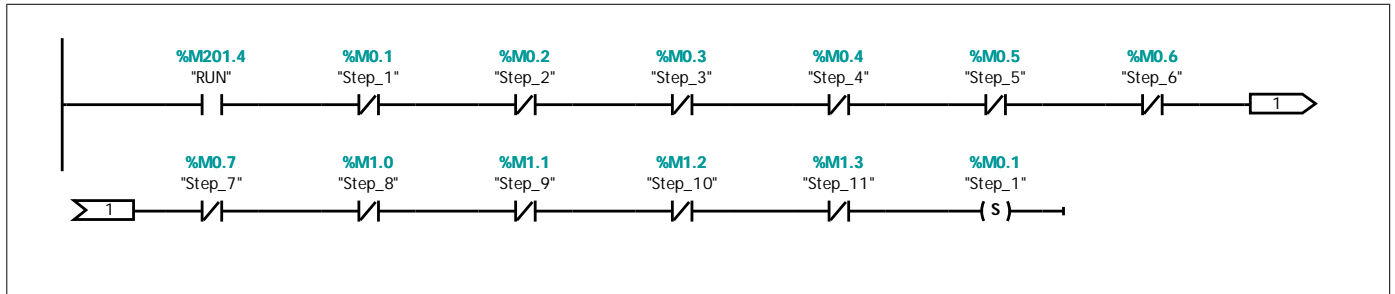 %M201.4 %M0.1 %M0.2 %M0.3 %M0.4 %M0.5 %M0.6
"RUN" "Step_1" "Step_2" "Step_3" "Step_4" "Step_5" "Step_6"
1
%M0.7 %M1.0 %M1.1 %M1.2 %M1.3 %M0.1
"Step_7" "Step_8" "Step_9" "Step_10" "Step_11" "Step_1"
1 S